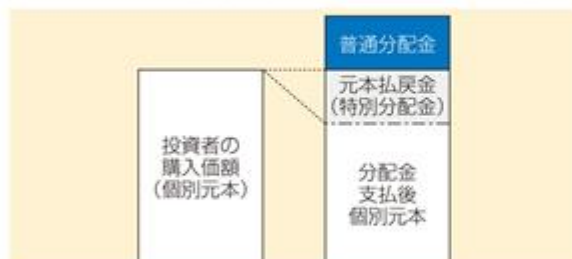 普通分配金
元本払戻金
(特別分配金)
投資者の
購入価額
(個別元本)
分配金
支払後
個別元本